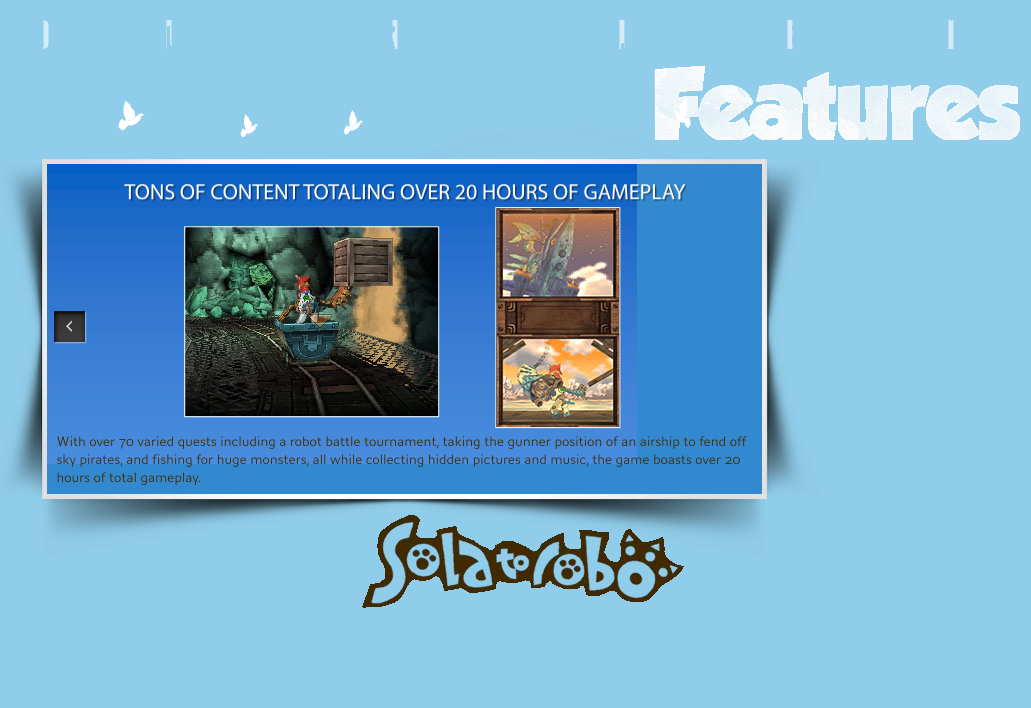 Features
TONS OF CONTENT TOTALING OVER 20 HOURS OF GAMEPLAY
With over 70 varied quests including a robot battle tournament, taking the gunner position of an airship to fend off
sky pirates, and fishing for huge monsters, all while collecting hidden pictures and music, the game boasts over 20
hours of total gameplay.
Solatorobo